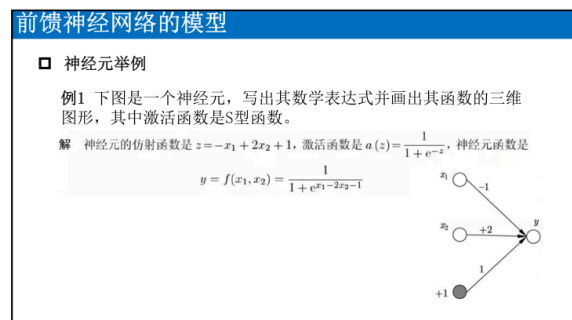 前馈神经网络的模型
神经元举例
例1 下图是一个神经元，写出其数学表达式并画出其函数的三维
图形，其中激活函数是S型函数。
解 神经元的仿射函数是 z=−x₁+2x₂+1，激活函数是 a(z)=1/(1+e^{−z})，神经元函数是
y=f(x₁,x₂)=1/(1+e^{x₁−2x₂−1})
x₁
−1
y
x₂
+2
1
+1